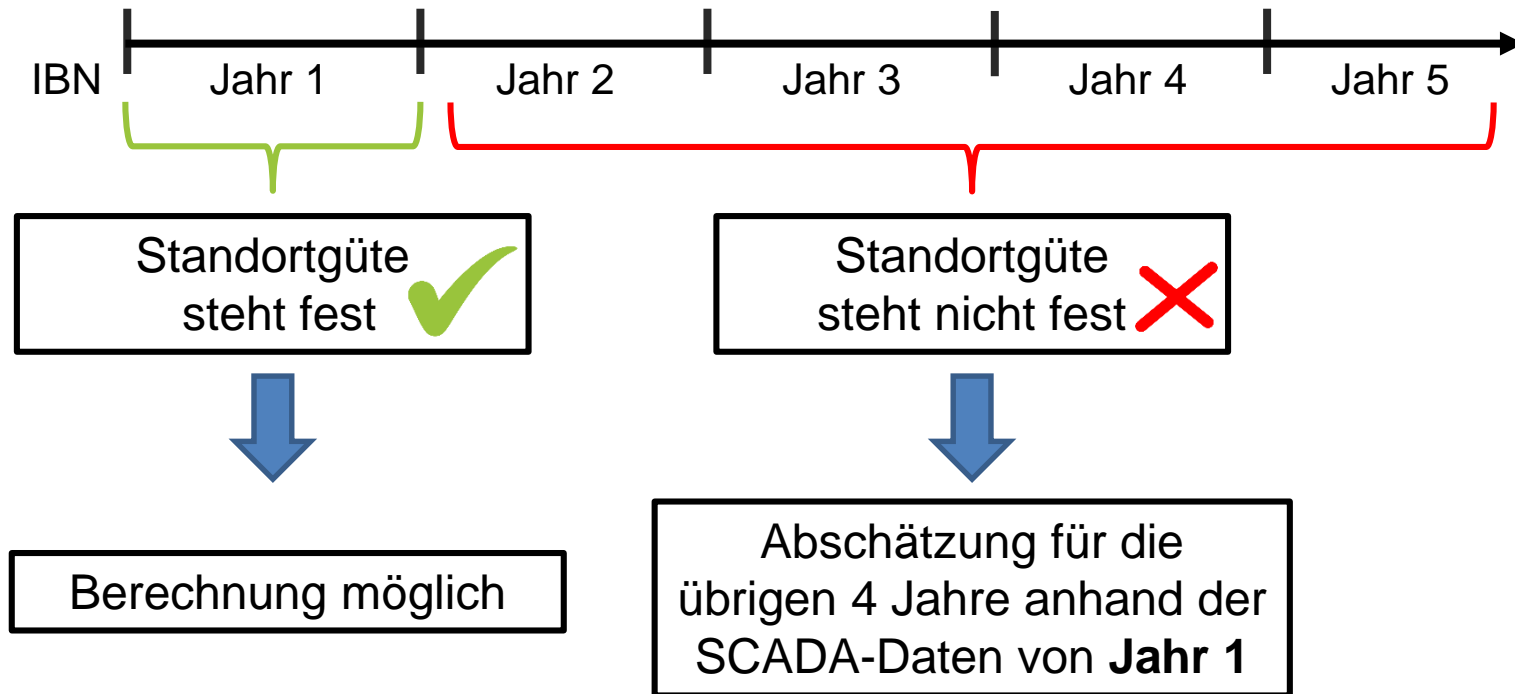 IBN Jahr 1 Jahr 2 Jahr 3 Jahr 4 Jahr 5
Standortgüte
steht fest
Standortgüte
steht nicht fest
Berechnung möglich
Abschätzung für die
übrigen 4 Jahre anhand der
SCADA-Daten von Jahr 1